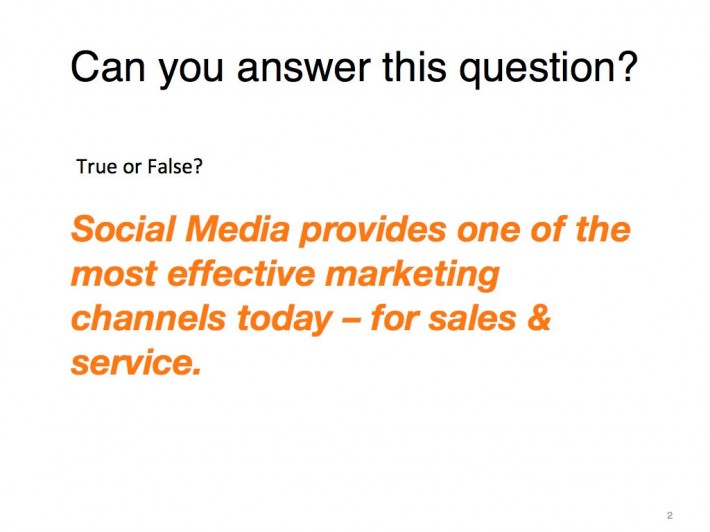 Can you answer this question?
True or False?
Social Media provides one of the
most effective marketing
channels today – for sales &
service.
2